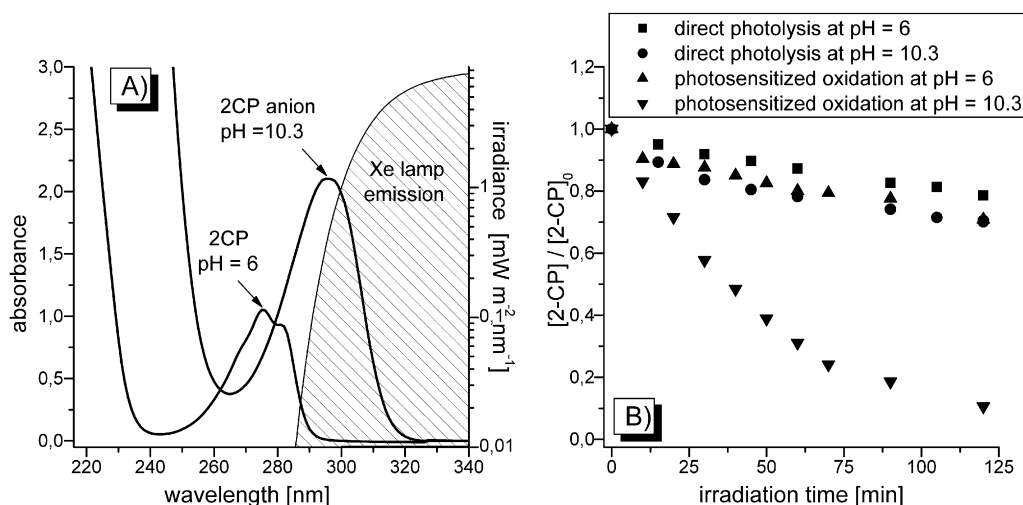 A)
3,0
2,5
2,0
1,5
1,0
0,5
0,0
absorbance
220 240 260 280 300 320 340
wavelength [nm]
2CP anion
pH =10.3
2CP
pH = 6
Xe lamp
emission
1
0,1
0,01
irradiance [mW m-2 nm-1]
direct photolysis at pH = 6
direct photolysis at pH = 10.3
photosensitized oxidation at pH = 6
photosensitized oxidation at pH = 10.3
1,2
1,0
0,8
0,6
0,4
0,2
0,0
[2-CP] / [2-CP]0
B)
0 25 50 75 100 125
irradiation time [min]